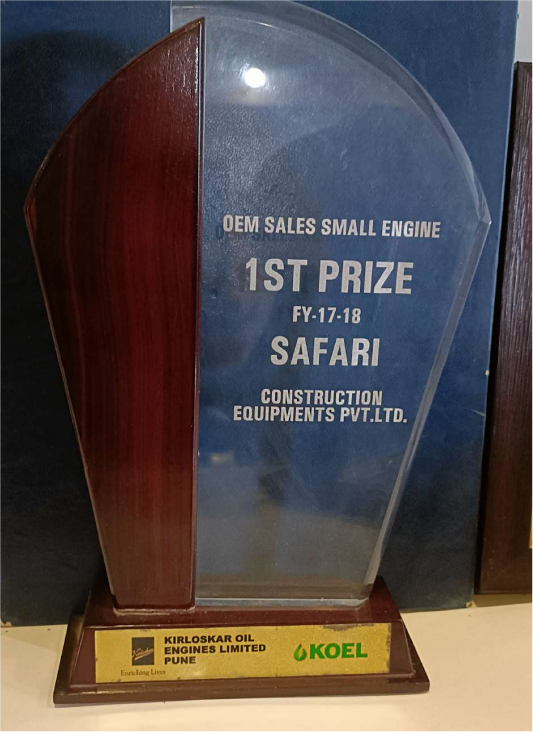 OEM SALES SMALL ENGINE
1ST PRIZE
FY-17-18
SAFARI
CONSTRUCTION
EQUIPMENTS PVT.LTD.
Kirloskar
Enriching Lives
KIRLOSKAR OIL
ENGINES LIMITED
PUNE
KOEL